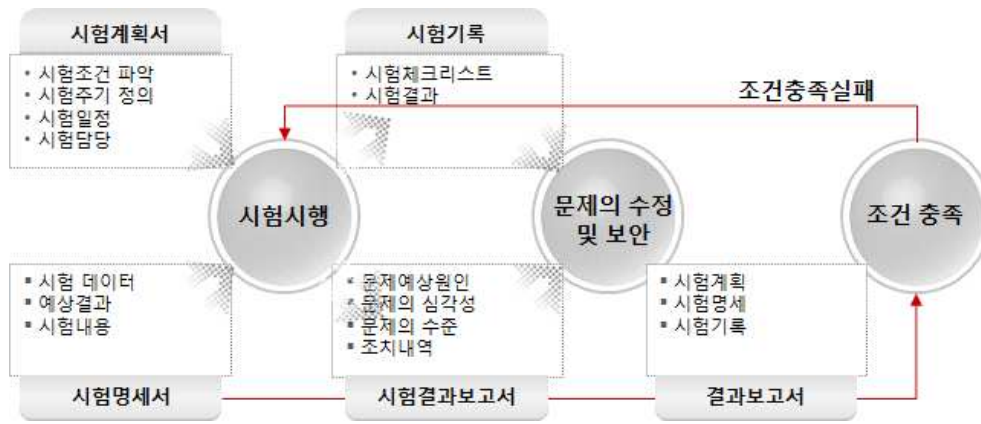 시험계획서
• 시험조건 파악
• 시험주기 정의
• 시험일정
• 시험담당
시험기록
• 시험체크리스트
• 시험결과
조건충족실패
시험시행
문제의 수정
및 보안
조건 충족
▪ 시험 데이터
▪ 예상결과
▪ 시험내용
시험명세서
▪ 문제예상원인
▪ 문제의 심각성
▪ 문제의 수준
▪ 조치내역
시험결과보고서
▪ 시험계획
▪ 시험명세
▪ 시험기록
결과보고서